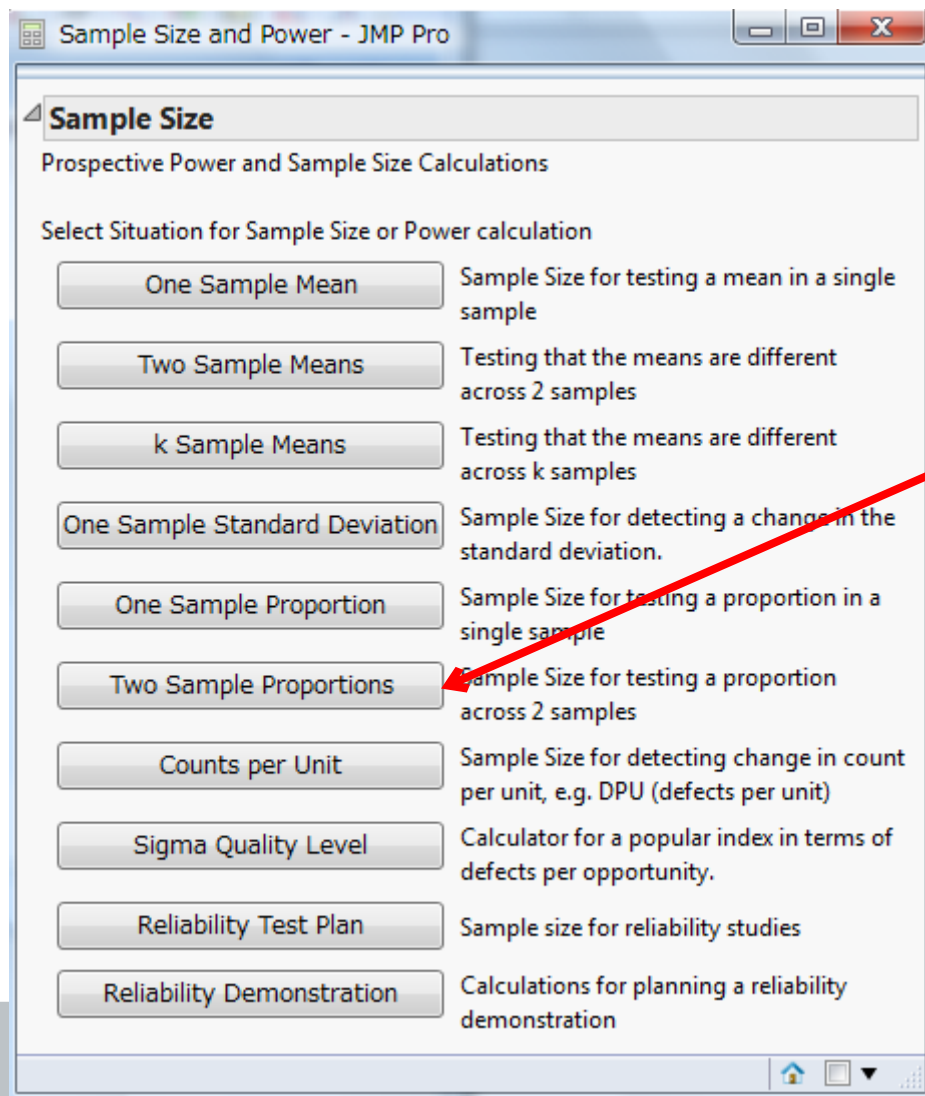 Sample Size and Power - JMP Pro
Sample Size
Prospective Power and Sample Size Calculations
Select Situation for Sample Size or Power calculation
One Sample Mean
Sample Size for testing a mean in a single
sample
Two Sample Means
Testing that the means are different
across 2 samples
k Sample Means
Testing that the means are different
across k samples
One Sample Standard Deviation
Sample Size for detecting a change in the
standard deviation.
One Sample Proportion
Sample Size for testing a proportion in a
single sample
Two Sample Proportions
Sample Size for testing a proportion
across 2 samples
Counts per Unit
Sample Size for detecting change in count
per unit, e.g. DPU (defects per unit)
Sigma Quality Level
Calculator for a popular index in terms of
defects per opportunity.
Reliability Test Plan
Sample size for reliability studies
Reliability Demonstration
Calculations for planning a reliability
demonstration